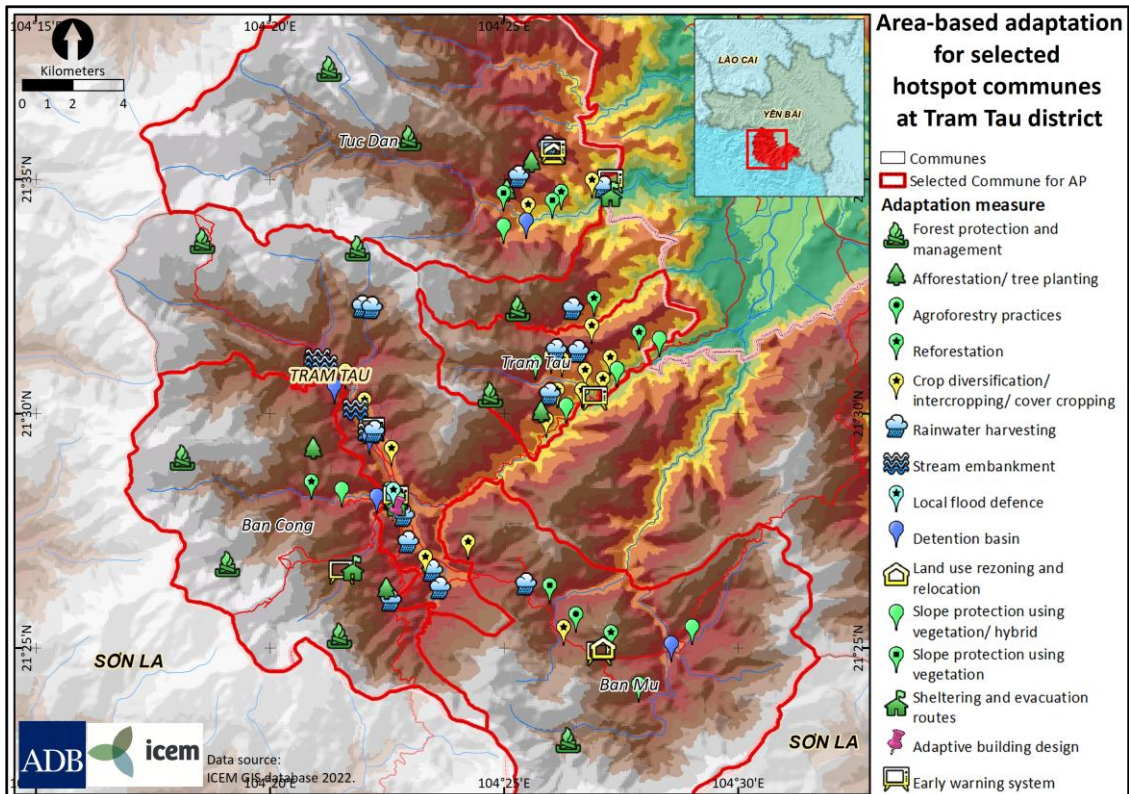 104°15'E
104°20'E
104°25'E
Kilometers
0 1 2 4
21°35'N
21°30'N
21°25'N
Tuc Dan
Tram Tau
TRAM TAU
Ban Cong
Ban Mu
SƠN LA
SƠN LA
LÀO CAI
YÊN BÁI
21°30'N
21°25'N
ADB
icem
Data source:
ICEM GIS database 2022.
104°20'E
104°25'E
104°30'E
Area-based adaptation
for selected
hotspot communes
at Tram Tau district
Communes
Selected Commune for AP
Adaptation measure
Forest protection and
management
Afforestation/ tree planting
Agroforestry practices
Reforestation
Crop diversification/
intercropping/ cover cropping
Rainwater harvesting
Stream embankment
Local flood defence
Detention basin
Land use rezoning and
relocation
Slope protection using
vegetation/ hybrid
Slope protection using
vegetation
Sheltering and evacuation
routes
Adaptive building design
Early warning system